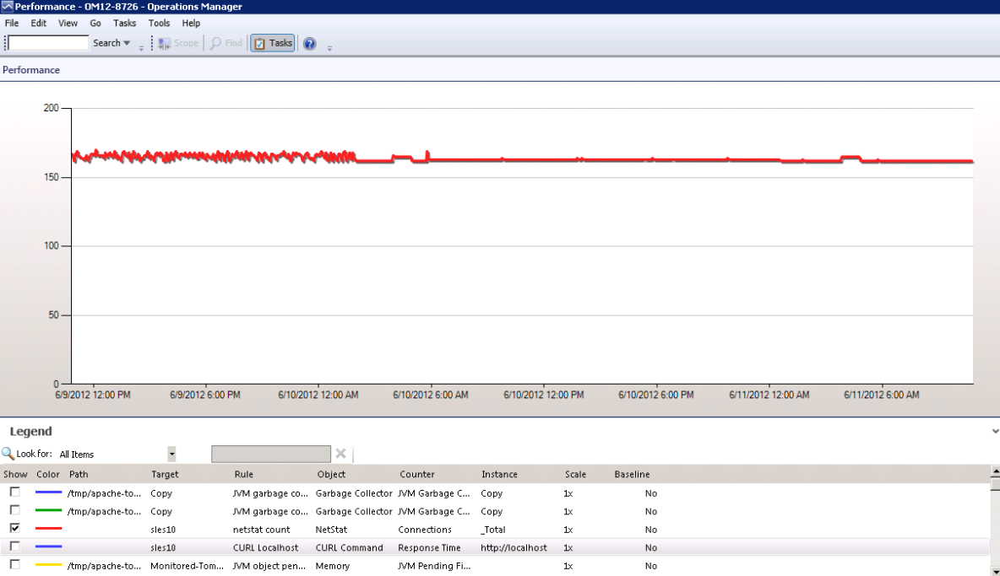 Performance - OM12-8726 - Operations Manager
File Edit View Go Tasks Tools Help
Search Scope Find Tasks
Performance
200
150
100
50
0
6/9/2012 12:00 PM 6/9/2012 6:00 PM 6/10/2012 12:00 AM 6/10/2012 6:00 AM 6/10/2012 12:00 PM 6/10/2012 6:00 PM 6/11/2012 12:00 AM 6/11/2012 6:00 AM
Legend
Look for: All Items
Show Color Path Target Rule Object Counter Instance Scale Baseline
/tmp/apache-to... Copy JVM garbage co... Garbage Collector JVM Garbage C... Copy 1x No
/tmp/apache-to... Copy JVM garbage co... Garbage Collector JVM Garbage C... Copy 1x No
sles10 netstat count NetStat Connections _Total 1x No
sles10 CURL Localhost CURL Command Response Time http://localhost 1x No
/tmp/apache-to... Monitored-Tom... JVM object pen... Memory JVM Pending Fi... 1x No